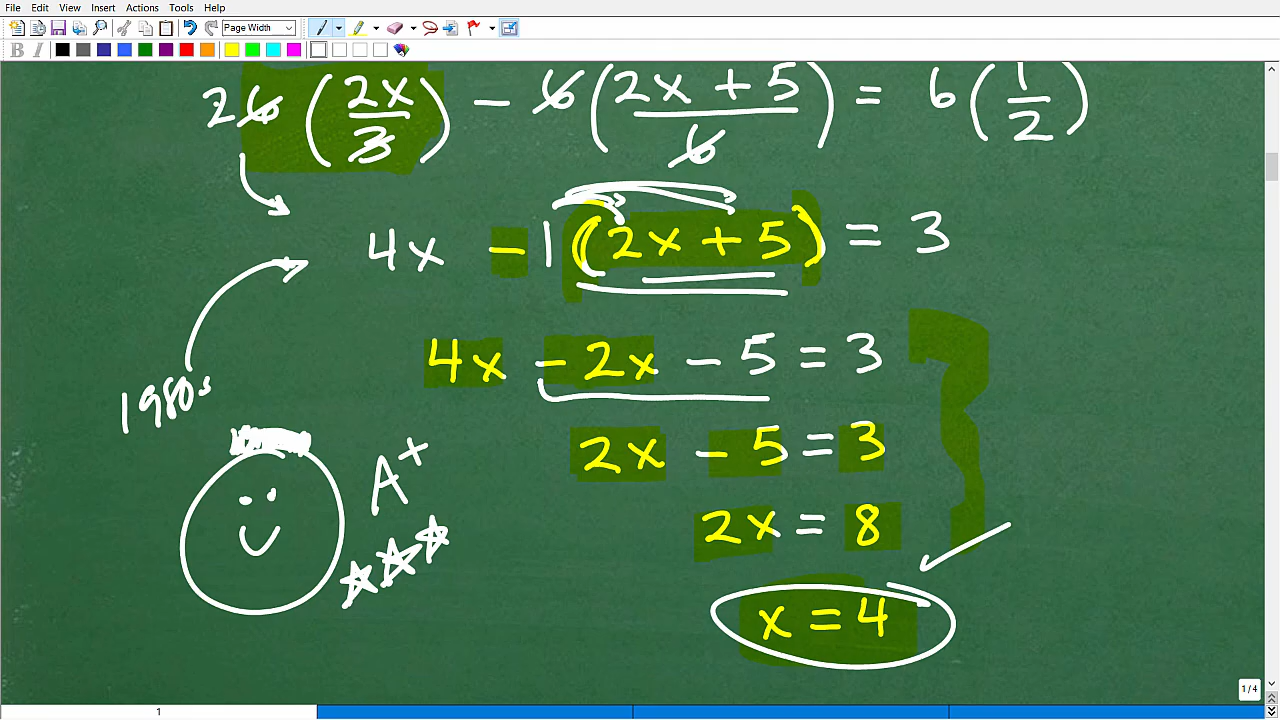 File Edit View Insert Actions Tools Help
Page Width
B I
26 (2x/3) - 6 (2x + 5/6) = 6 (1/2)
4x - 1 (2x + 5) = 3
4x - 2x - 5 = 3
1980s
2x - 5 = 3
A+
2x = 8
x = 4
1/4
1